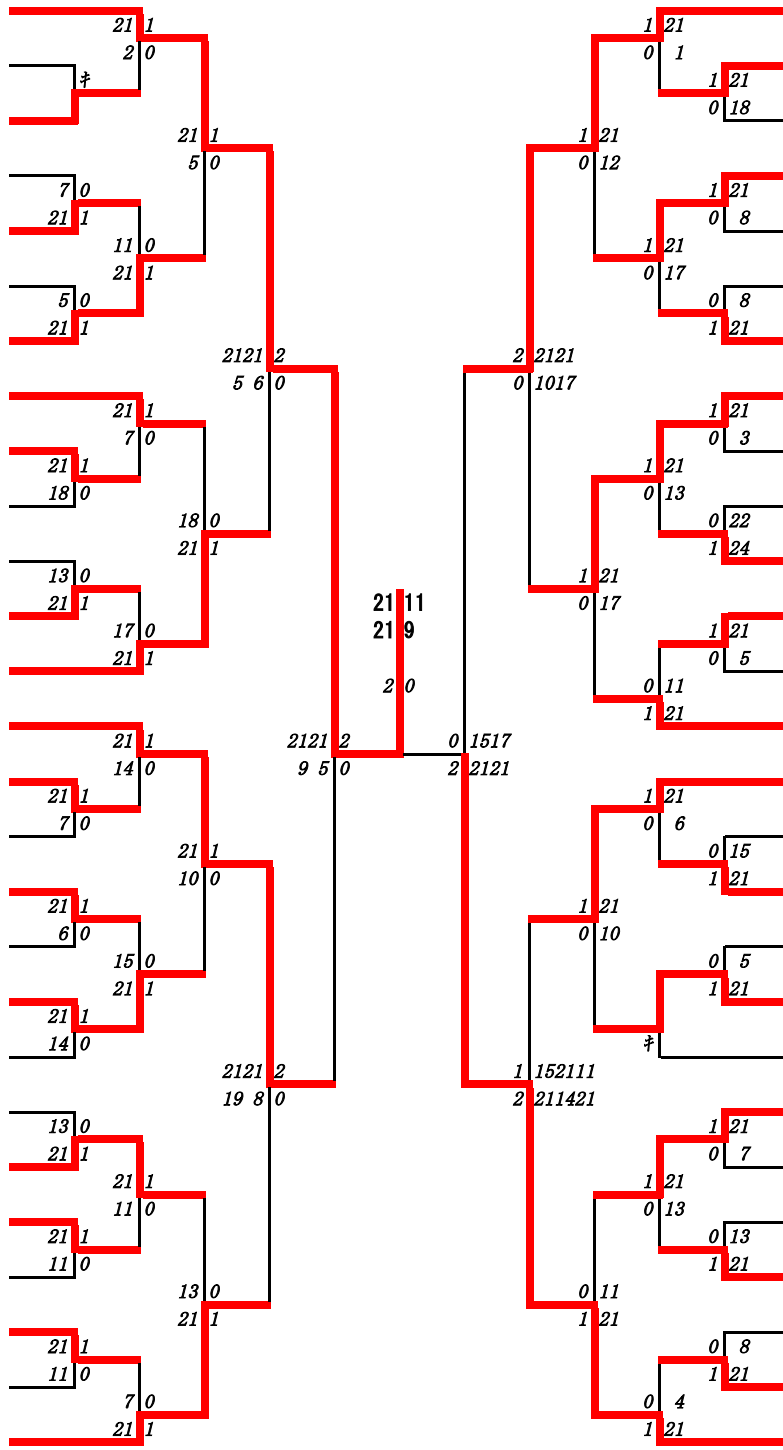 21 1 1 21
2 0 0 1
ｷ 1 21
0 18
21 1 1 21
5 0 0 12
7 0 1 21
21 1 0 8
11 0 1 21
21 1 0 17
5 0 0 8
21 1 1 21
2121 2 2 2121
5 6 0 0 1017
21 1 1 21
7 0 0 3
21 1 1 21
18 0 0 13
18 0 0 22
21 1 1 24
13 0 1 21
21 1 0 17
21 11
21 9
17 0 1 21
21 1 0 5
2 0 0 11
1 21
21 1
14 0
2121 2 0 1517
9 5 0 2 2121
21 1 1 21
7 0 0 6
21 1 0 15
10 0 1 21
21 1 1 21
6 0 0 10
15 0 0 5
21 1 1 21
21 1
14 0 ｷ
2121 2 1 152111
19 8 0 2 211421
13 0 1 21
21 1 0 7
21 1 1 21
11 0 0 13
21 1 0 13
11 0 1 21
13 0 0 11
21 1 1 21
21 1 0 8
11 0 1 21
7 0 0 4
21 1 1 21